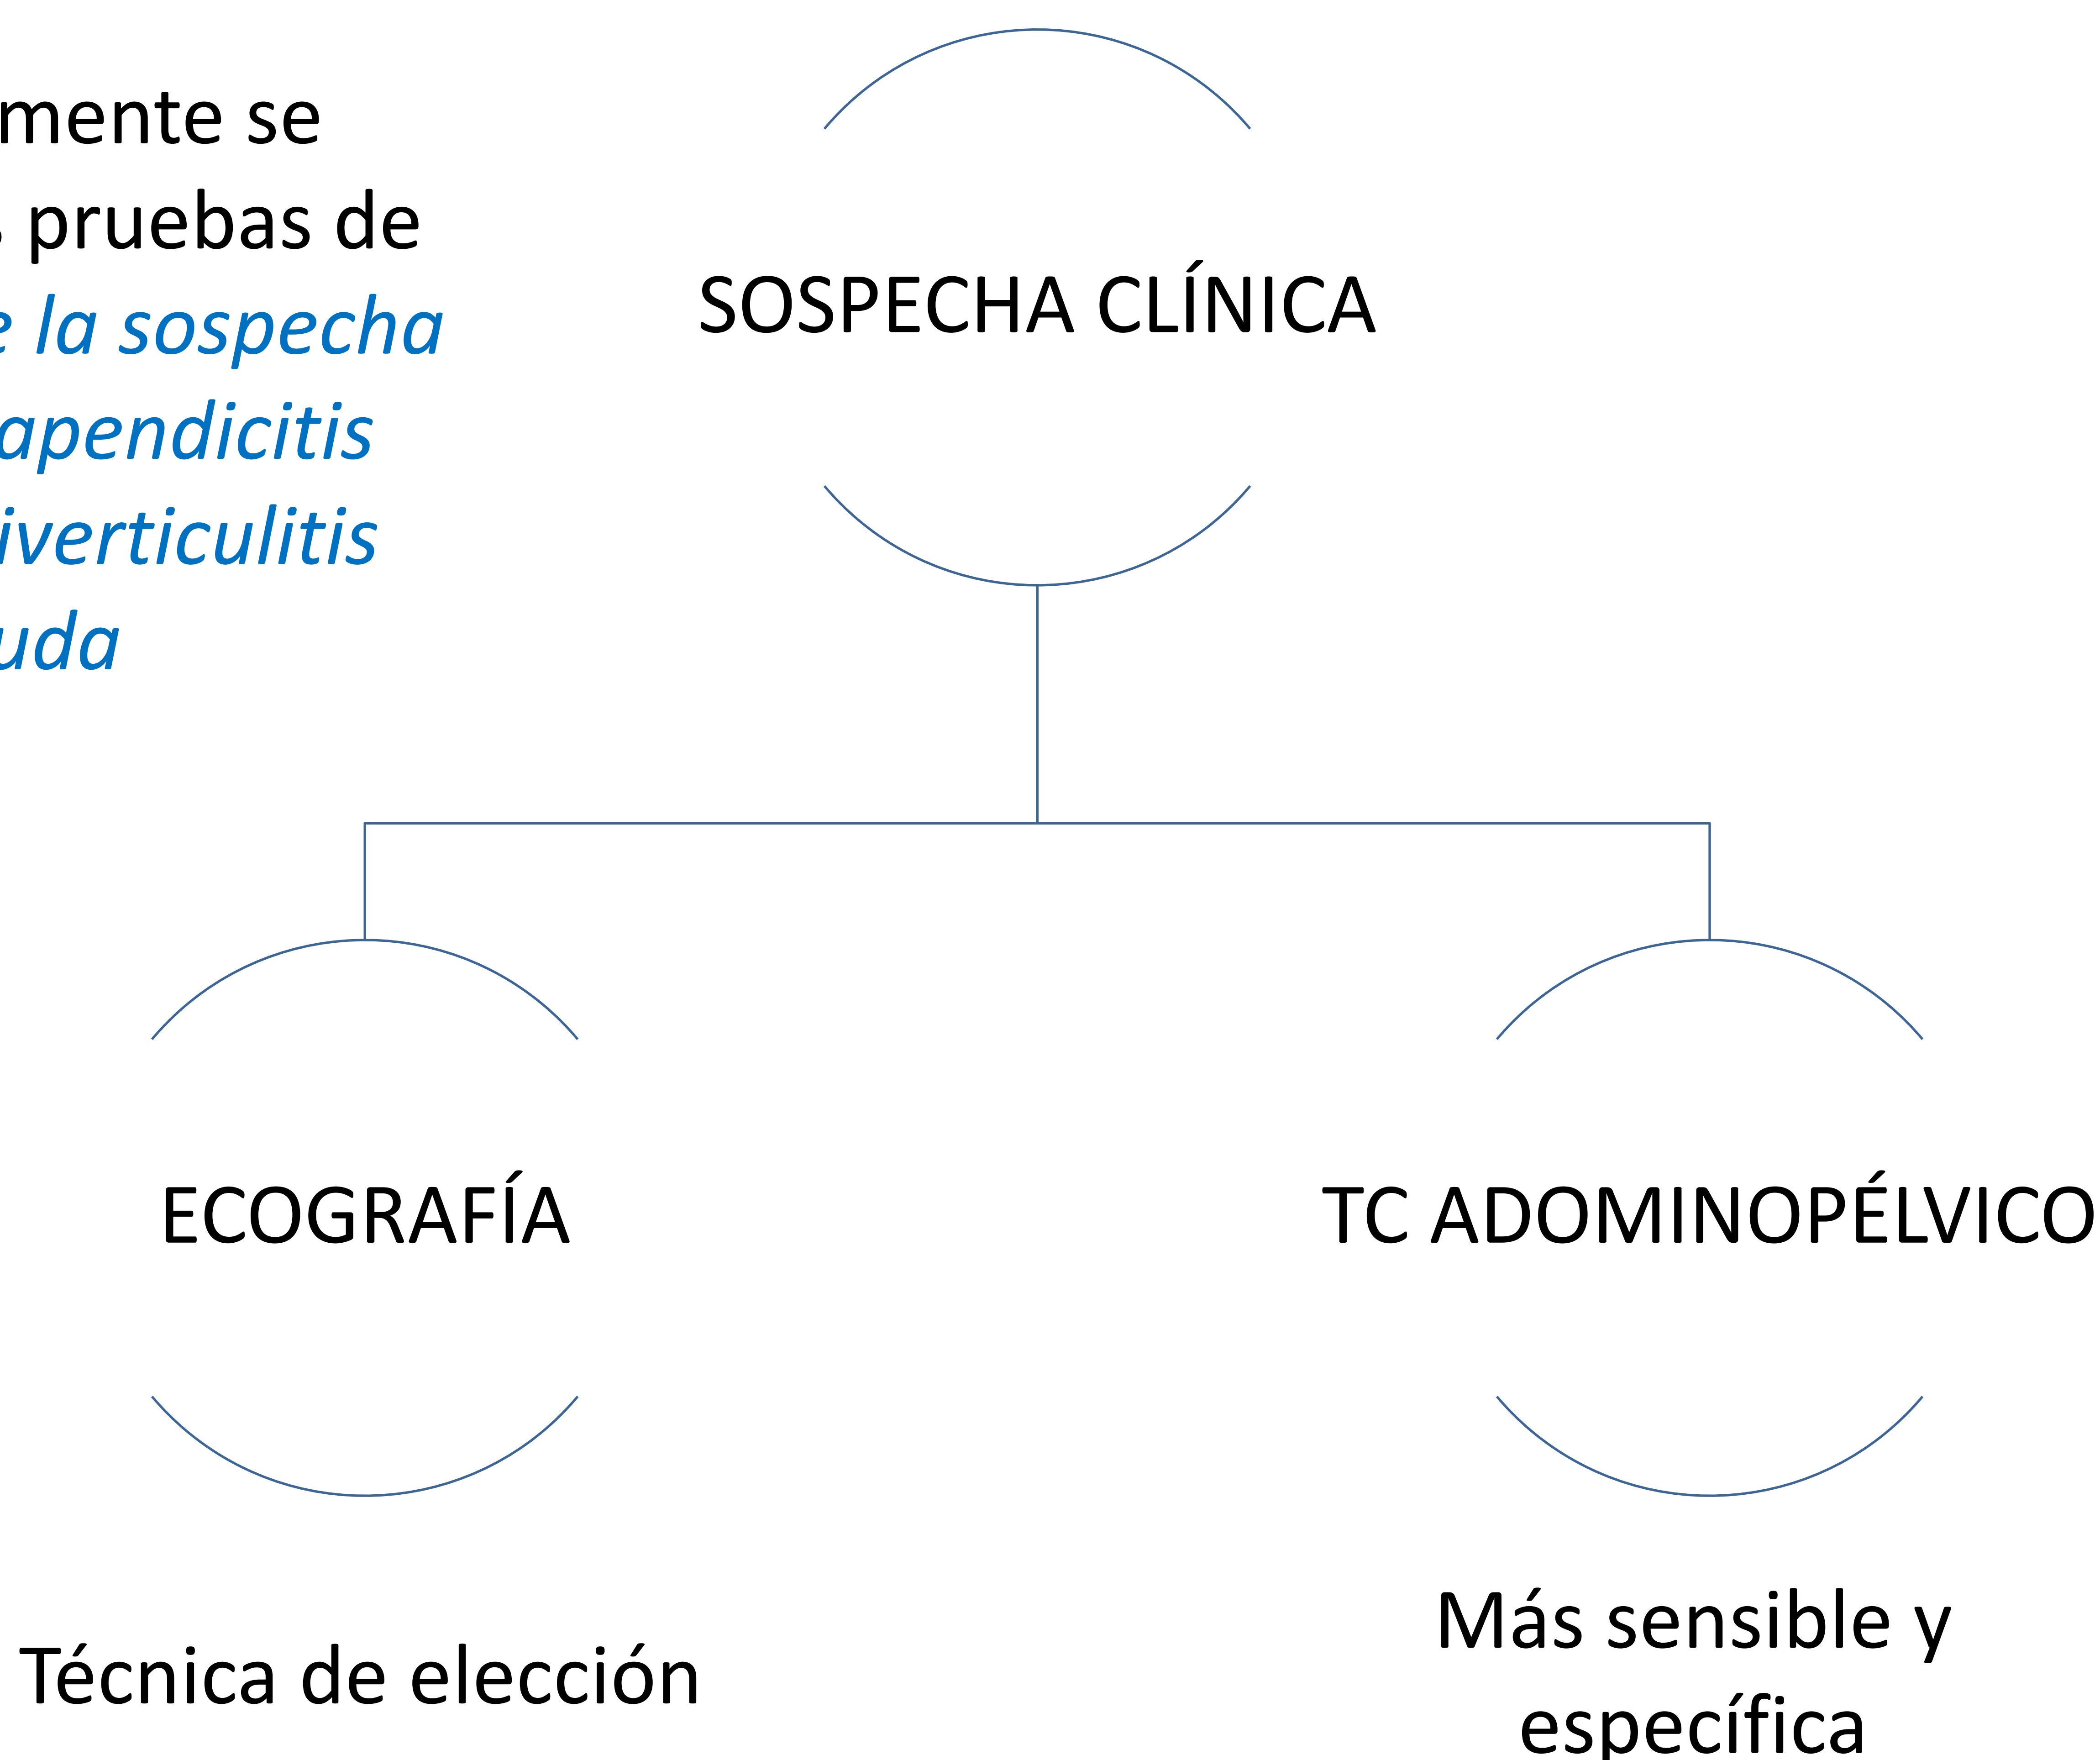 mente se
pruebas de
la sospecha
apendicitis
iverticulitis
uda
SOSPECHA CLÍNICA
ECOGRAFÍA
TC ADOMINOPÉLVICO
Técnica de elección
Más sensible y
específica